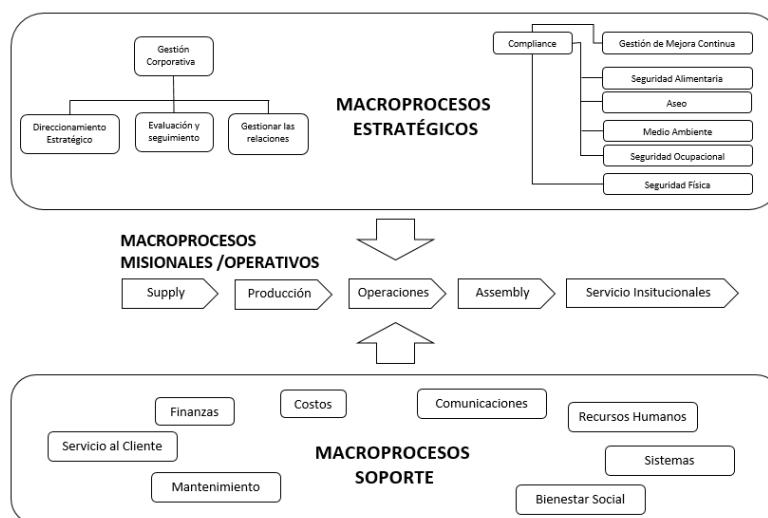 Gestión
Corporativa
Direccionamiento
Estratégico
Evaluación y
seguimiento
Gestionar las
relaciones
MACROPROCESOS
ESTRATÉGICOS
Compliance
Gestión de Mejora Continua
Seguridad Alimentaria
Aseo
Medio Ambiente
Seguridad Ocupacional
Seguridad Física
MACROPROCESOS
MISIONALES /OPERATIVOS
Supply
Producción
Operaciones
Assembly
Servicio Insitucionales
Finanzas
Costos
Comunicaciones
Recursos Humanos
Servicio al Cliente
MACROPROCESOS
SOPORTE
Sistemas
Mantenimiento
Bienestar Social